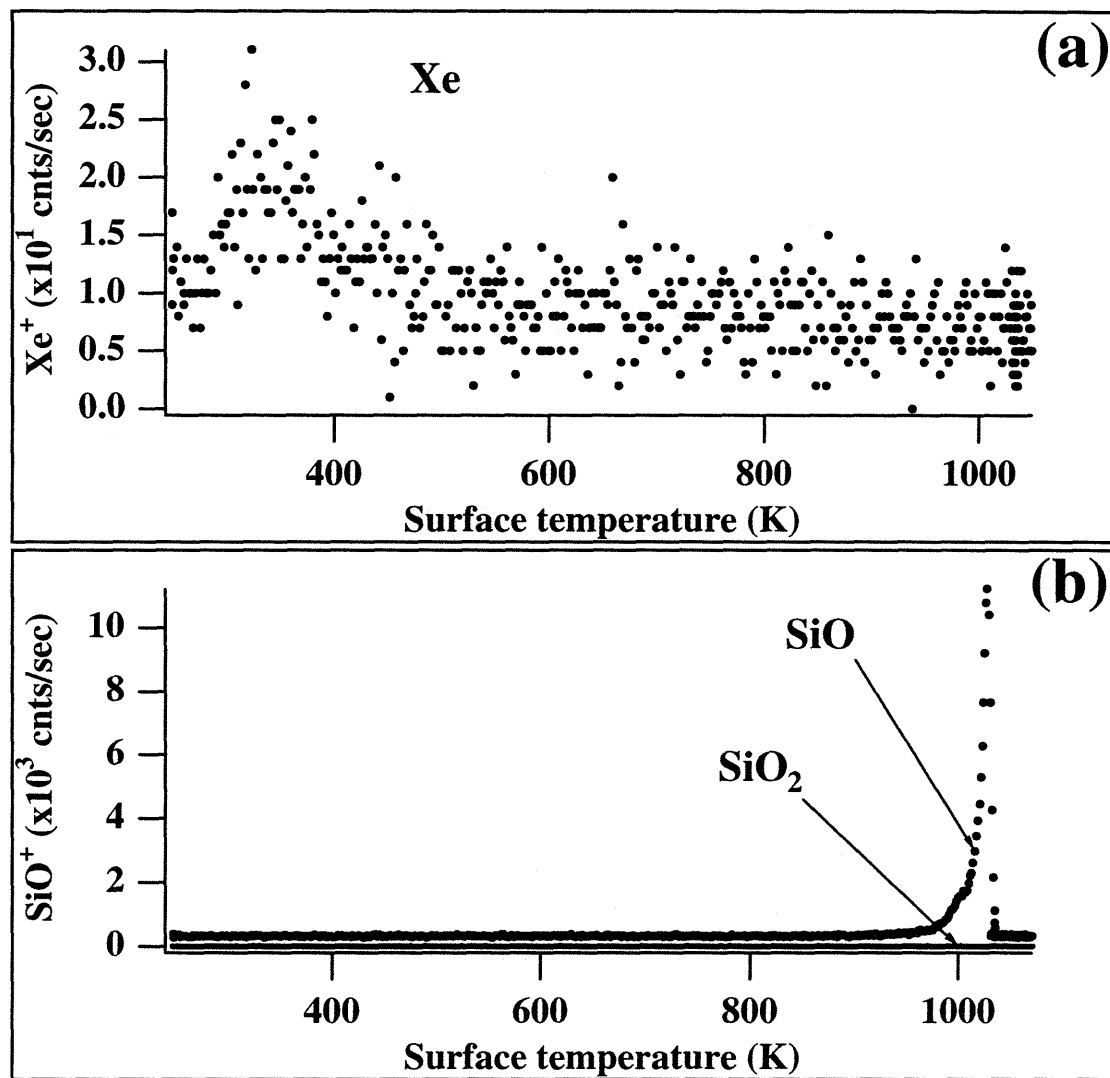 (a)
Xe
Xe⁺ (x10¹ cnts/sec)
3.0
2.5
2.0
1.5
1.0
0.5
0.0
400 600 800 1000
Surface temperature (K)
(b)
SiO
SiO₂
SiO⁺ (x10³ cnts/sec)
10
8
6
4
2
0
400 600 800 1000
Surface temperature (K)